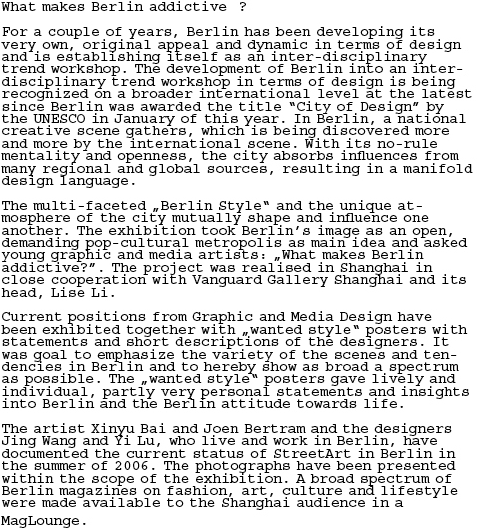 What makes Berlin addictive ?
For a couple of years, Berlin has been developing its
very own, original appeal and dynamic in terms of design
and is establishing itself as an inter-disciplinary
trend workshop. The development of Berlin into an inter-
disciplinary trend workshop in terms of design is being
recognized on a broader international level at the latest
since Berlin was awarded the title “City of Design” by
the UNESCO in January of this year. In Berlin, a national
creative scene gathers, which is being discovered more
and more by the international scene. With its no-rule
mentality and openness, the city absorbs influences from
many regional and global sources, resulting in a manifold
design language.
The multi-faceted „Berlin Style“ and the unique at-
mosphere of the city mutually shape and influence one
another. The exhibition took Berlin’s image as an open,
demanding pop-cultural metropolis as main idea and asked
young graphic and media artists: „What makes Berlin
addictive?”. The project was realised in Shanghai in
close cooperation with Vanguard Gallery Shanghai and its
head, Lise Li.
Current positions from Graphic and Media Design have
been exhibited together with „wanted style“ posters with
statements and short descriptions of the designers. It
was goal to emphasize the variety of the scenes and ten-
dencies in Berlin and to hereby show as broad a spectrum
as possible. The „wanted style“ posters gave lively and
individual, partly very personal statements and insights
into Berlin and the Berlin attitude towards life.
The artist Xinyu Bai and Joen Bertram and the designers
Jing Wang and Yi Lu, who live and work in Berlin, have
documented the current status of StreetArt in Berlin in
the summer of 2006. The photographs have been presented
within the scope of the exhibition. A broad spectrum of
Berlin magazines on fashion, art, culture and lifestyle
were made available to the Shanghai audience in a
MagLounge.